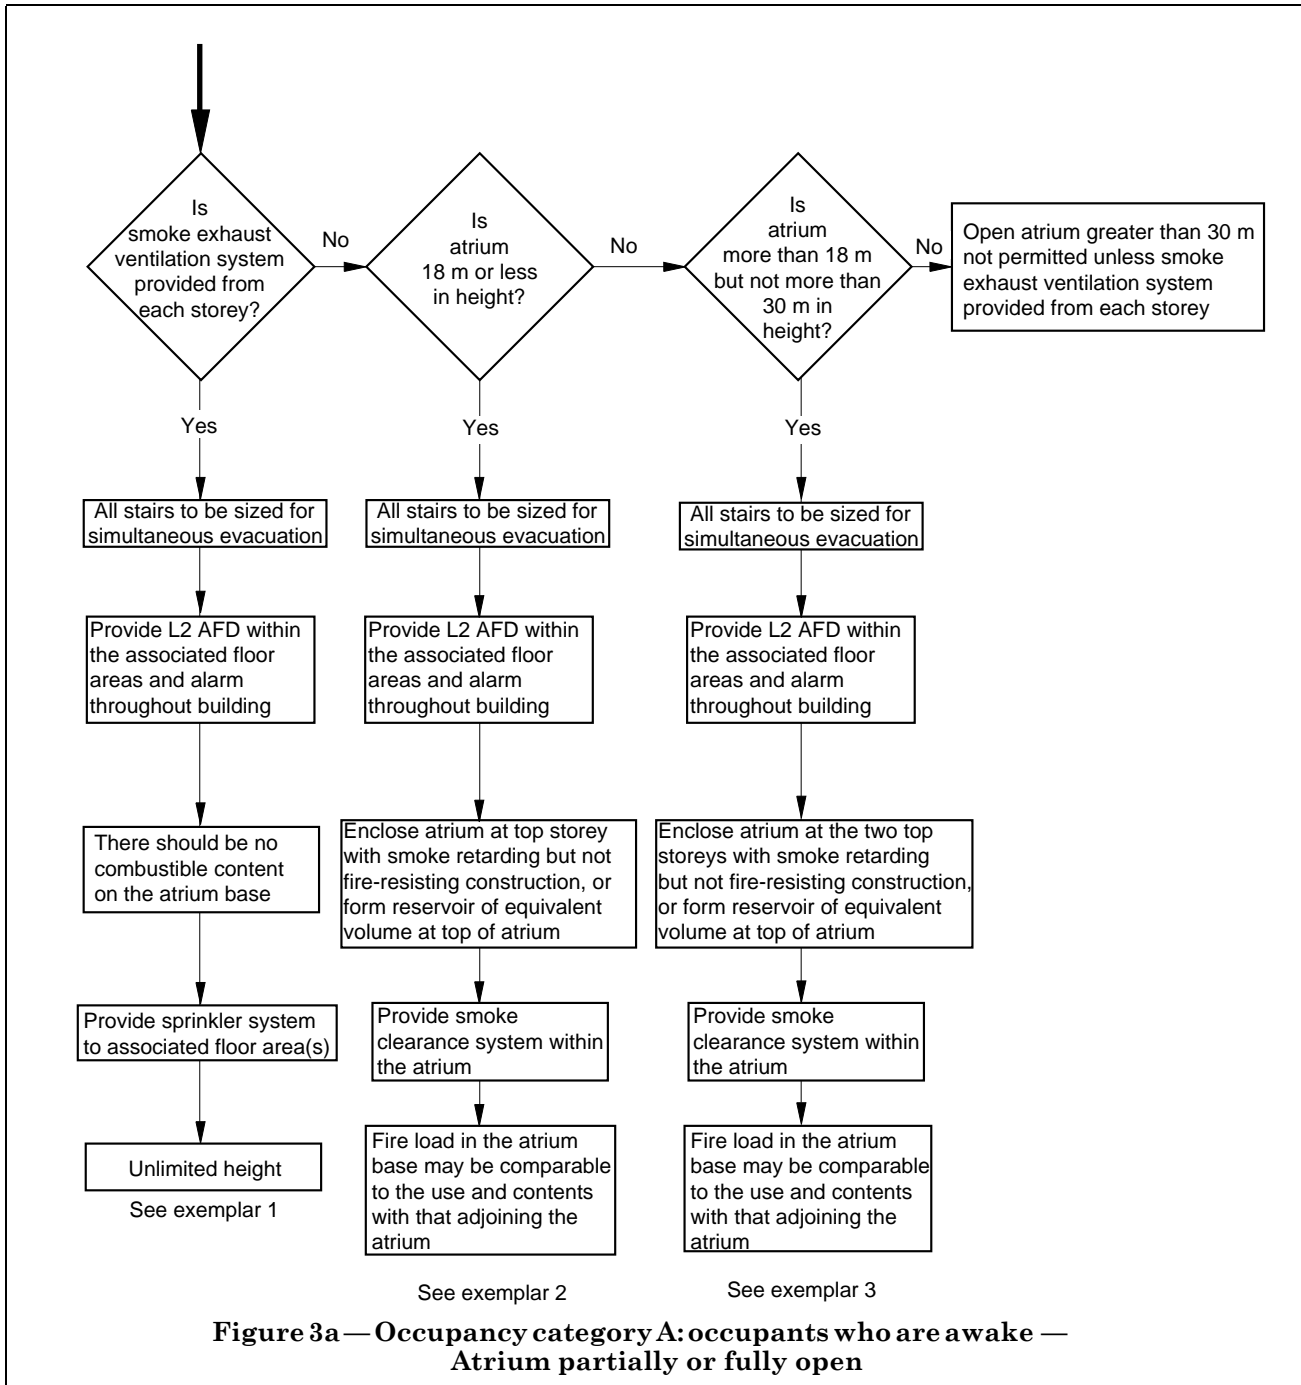 Is
smoke exhaust
ventilation system
provided from
each storey?
No
Is
atrium
18 m or less
in height?
No
Is
atrium
more than 18 m
but not more than
30 m in
height?
No
Open atrium greater than 30 m
not permitted unless smoke
exhaust ventilation system
provided from each storey
Yes
Yes
Yes
All stairs to be sized for
simultaneous evacuation
All stairs to be sized for
simultaneous evacuation
All stairs to be sized for
simultaneous evacuation
Provide L2 AFD within
the associated floor
areas and alarm
throughout building
Provide L2 AFD within
the associated floor
areas and alarm
throughout building
Provide L2 AFD within
the associated floor
areas and alarm
throughout building
There should be no
combustible content
on the atrium base
Enclose atrium at top storey
with smoke retarding but not
fire-resisting construction, or
form reservoir of equivalent
volume at top of atrium
Enclose atrium at the two top
storeys with smoke retarding
but not fire-resisting construction,
or form reservoir of equivalent
volume at top of atrium
Provide sprinkler system
to associated floor area(s)
Provide smoke
clearance system within
the atrium
Provide smoke
clearance system within
the atrium
Unlimited height
See exemplar 1
Fire load in the atrium
base may be comparable
to the use and contents
with that adjoining the
atrium
Fire load in the atrium
base may be comparable
to the use and contents
with that adjoining the
atrium
See exemplar 2
See exemplar 3
Figure 3a — Occupancy category A: occupants who are awake —
Atrium partially or fully open